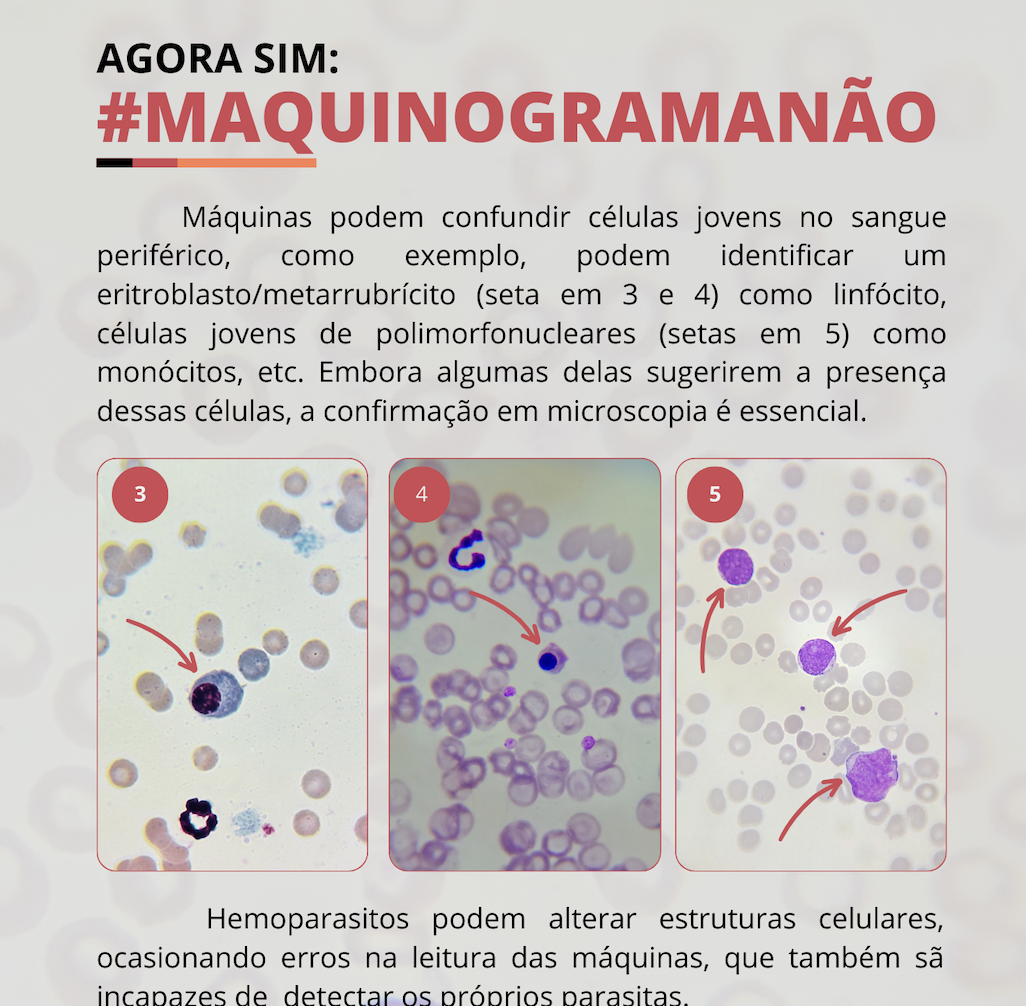 AGORA SIM:
#MAQUINOGRAMANÃO
Máquinas podem confundir células jovens no sangue
periférico, como exemplo, podem identificar um
eritroblasto/metarrubrícito (seta em 3 e 4) como linfócito,
células jovens de polimorfonucleares (setas em 5) como
monócitos, etc. Embora algumas delas sugerirem a presença
dessas células, a confirmação em microscopia é essencial.
3
4
5
Hemoparasitos podem alterar estruturas celulares,
ocasionando erros na leitura das máquinas, que também sã
incapazes de detectar os próprios parasitas.